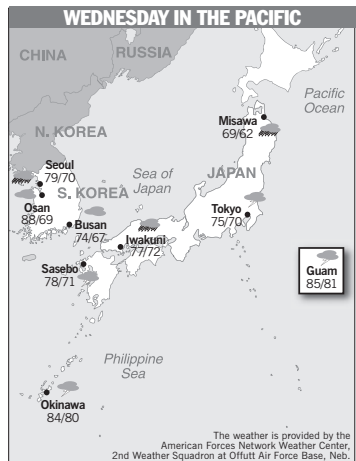 WEDNESDAY IN THE PACIFIC
CHINA
RUSSIA
Pacific
Ocean
Misawa
69/62
N. KOREA
Seoul
79/70
Sea of
Japan
JAPAN
S. KOREA
Osan
88/69
Busan
74/67
Tokyo
75/70
Iwakuni
77/72
Sasebo
78/71
Guam
85/81
Philippine
Sea
Okinawa
84/80
The weather is provided by the
American Forces Network Weather Center,
2nd Weather Squadron at Offutt Air Force Base, Neb.